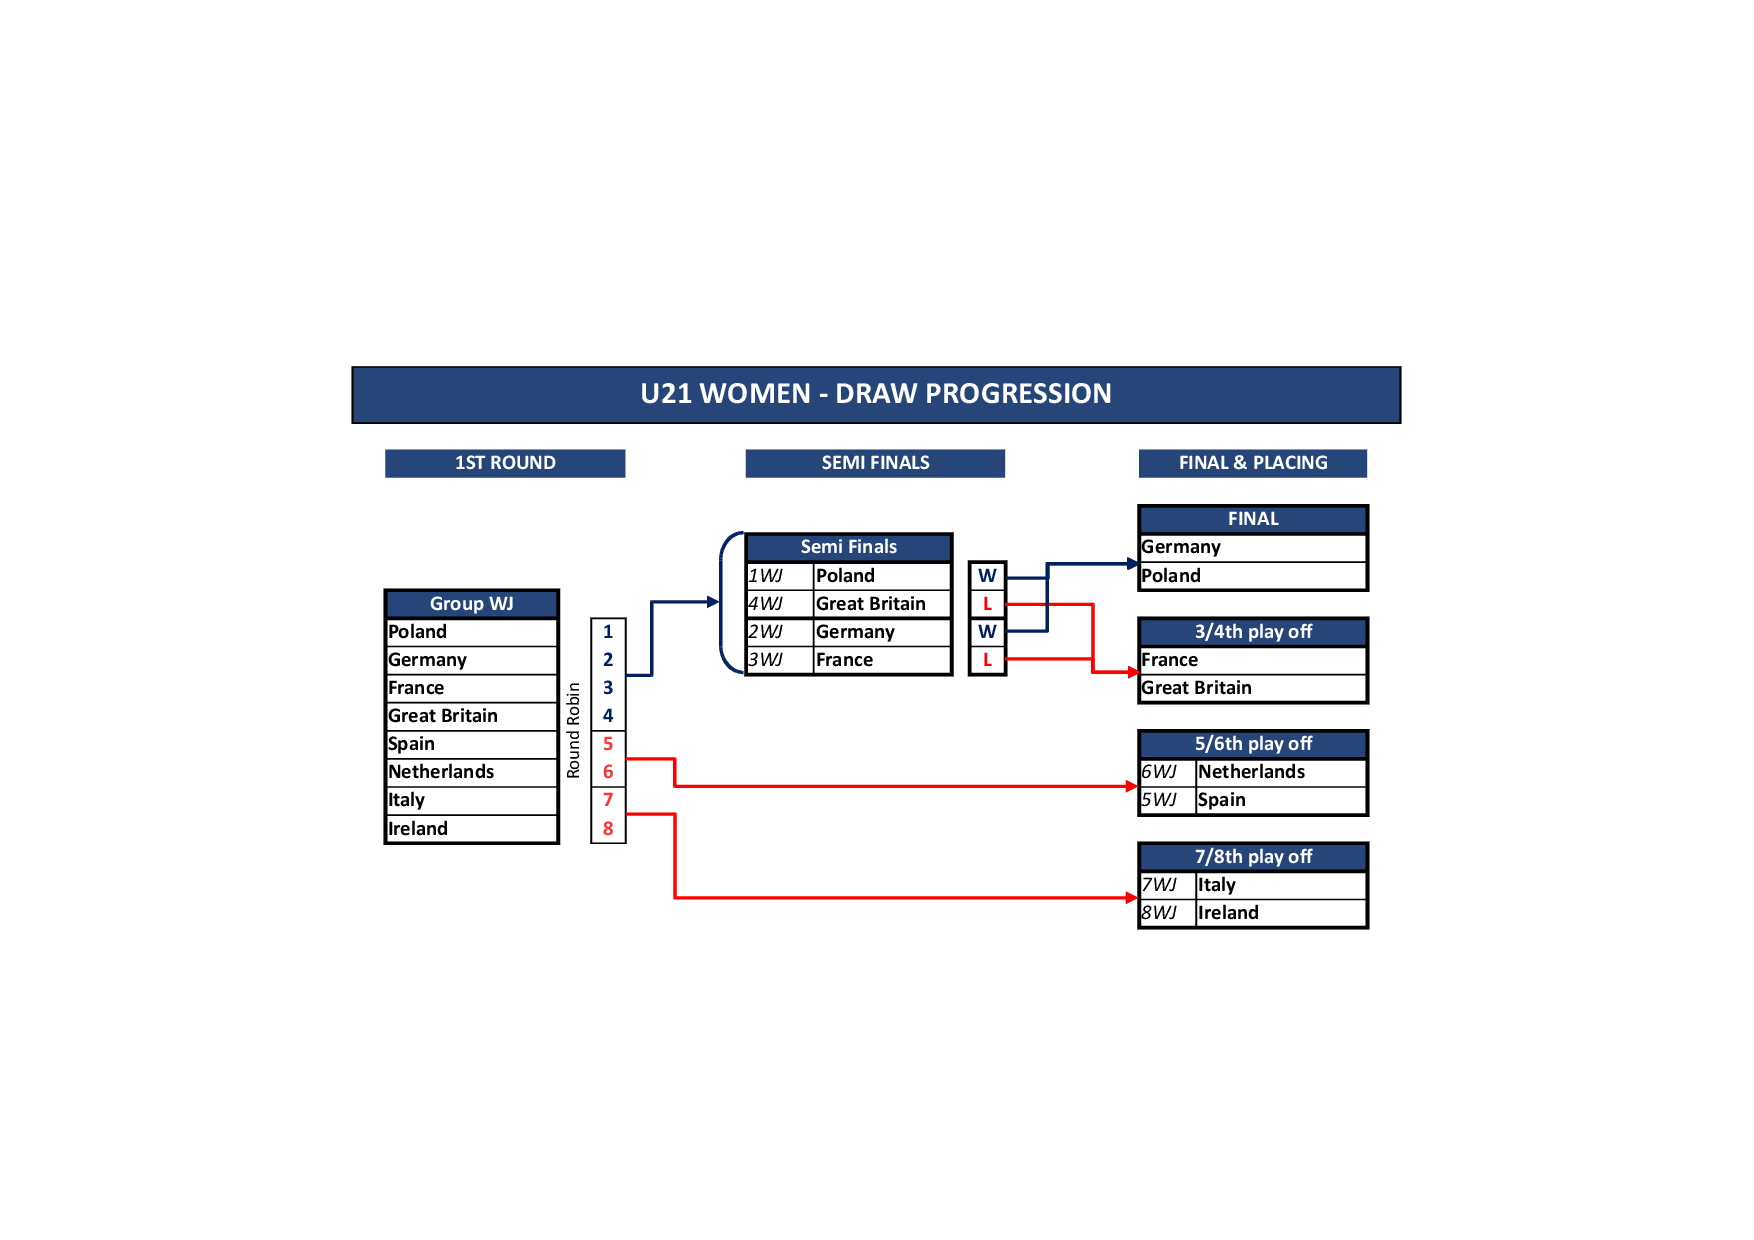 U21 WOMEN - DRAW PROGRESSION
1ST ROUND
SEMI FINALS
FINAL & PLACING
Group WJ
Poland
Germany
France
Great Britain
Spain
Netherlands
Italy
Ireland
Round Robin
1
2
3
4
5
6
7
8
Semi Finals
1WJ Poland
4WJ Great Britain
2WJ Germany
3WJ France
W
L
W
L
FINAL
Germany
Poland
3/4th play off
France
Great Britain
5/6th play off
6WJ Netherlands
5WJ Spain
7/8th play off
7WJ Italy
8WJ Ireland